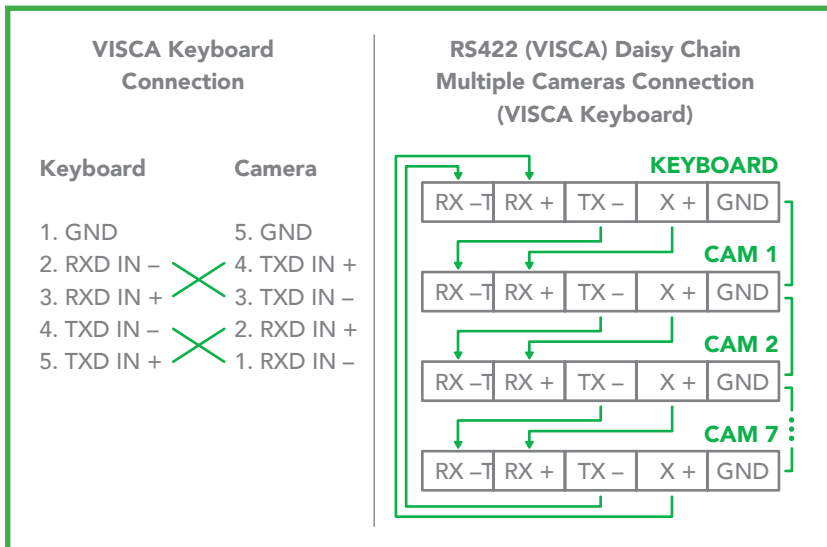 VISCA Keyboard
Connection
Keyboard Camera
1. GND 5. GND
2. RXD IN – 4. TXD IN +
3. RXD IN + 3. TXD IN –
4. TXD IN – 2. RXD IN +
5. TXD IN + 1. RXD IN –
RS422 (VISCA) Daisy Chain
Multiple Cameras Connection
(VISCA Keyboard)
KEYBOARD
RX –T RX + TX – X + GND
CAM 1
RX –T RX + TX – X + GND
CAM 2
RX –T RX + TX – X + GND
CAM 7
RX –T RX + TX – X + GND